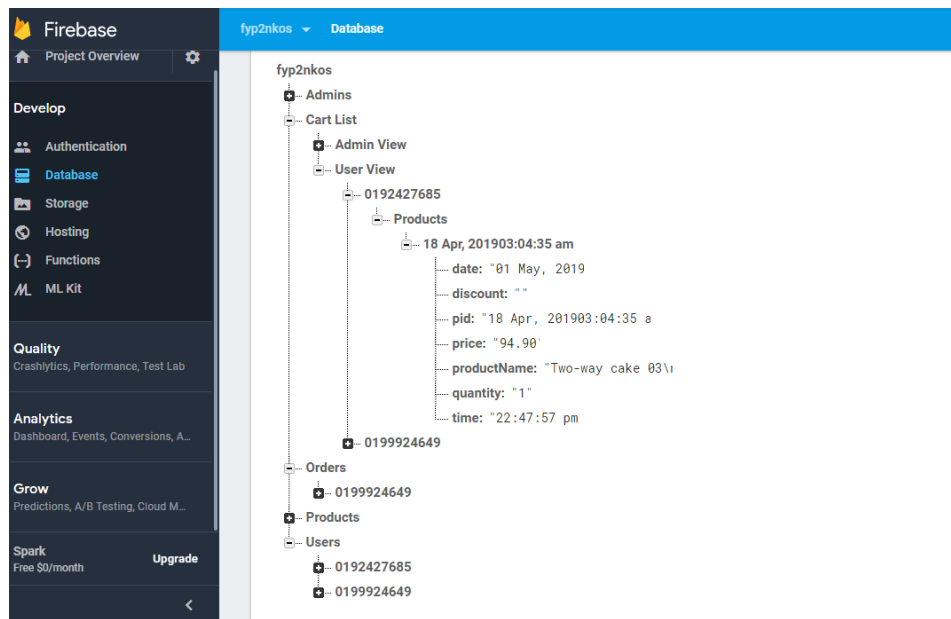 Firebase
Project Overview
Develop
Authentication
Database
Storage
Hosting
Functions
ML Kit
Quality
Crashlytics, Performance, Test Lab
Analytics
Dashboard, Events, Conversions, A...
Grow
Predictions, A/B Testing, Cloud M...
Spark
Free $0/month
Upgrade
fyp2nkos Database
fyp2nkos
Admins
Cart List
Admin View
User View
0192427685
Products
18 Apr, 201903:04:35 am
date: "01 May, 2019
discount: ""
pid: "18 Apr, 201903:04:35 a
price: "94.90"
productName: "Two-way cake 03\
quantity: "1"
time: "22:47:57 pm
0199924649
Orders
0199924649
Products
Users
0192427685
0199924649